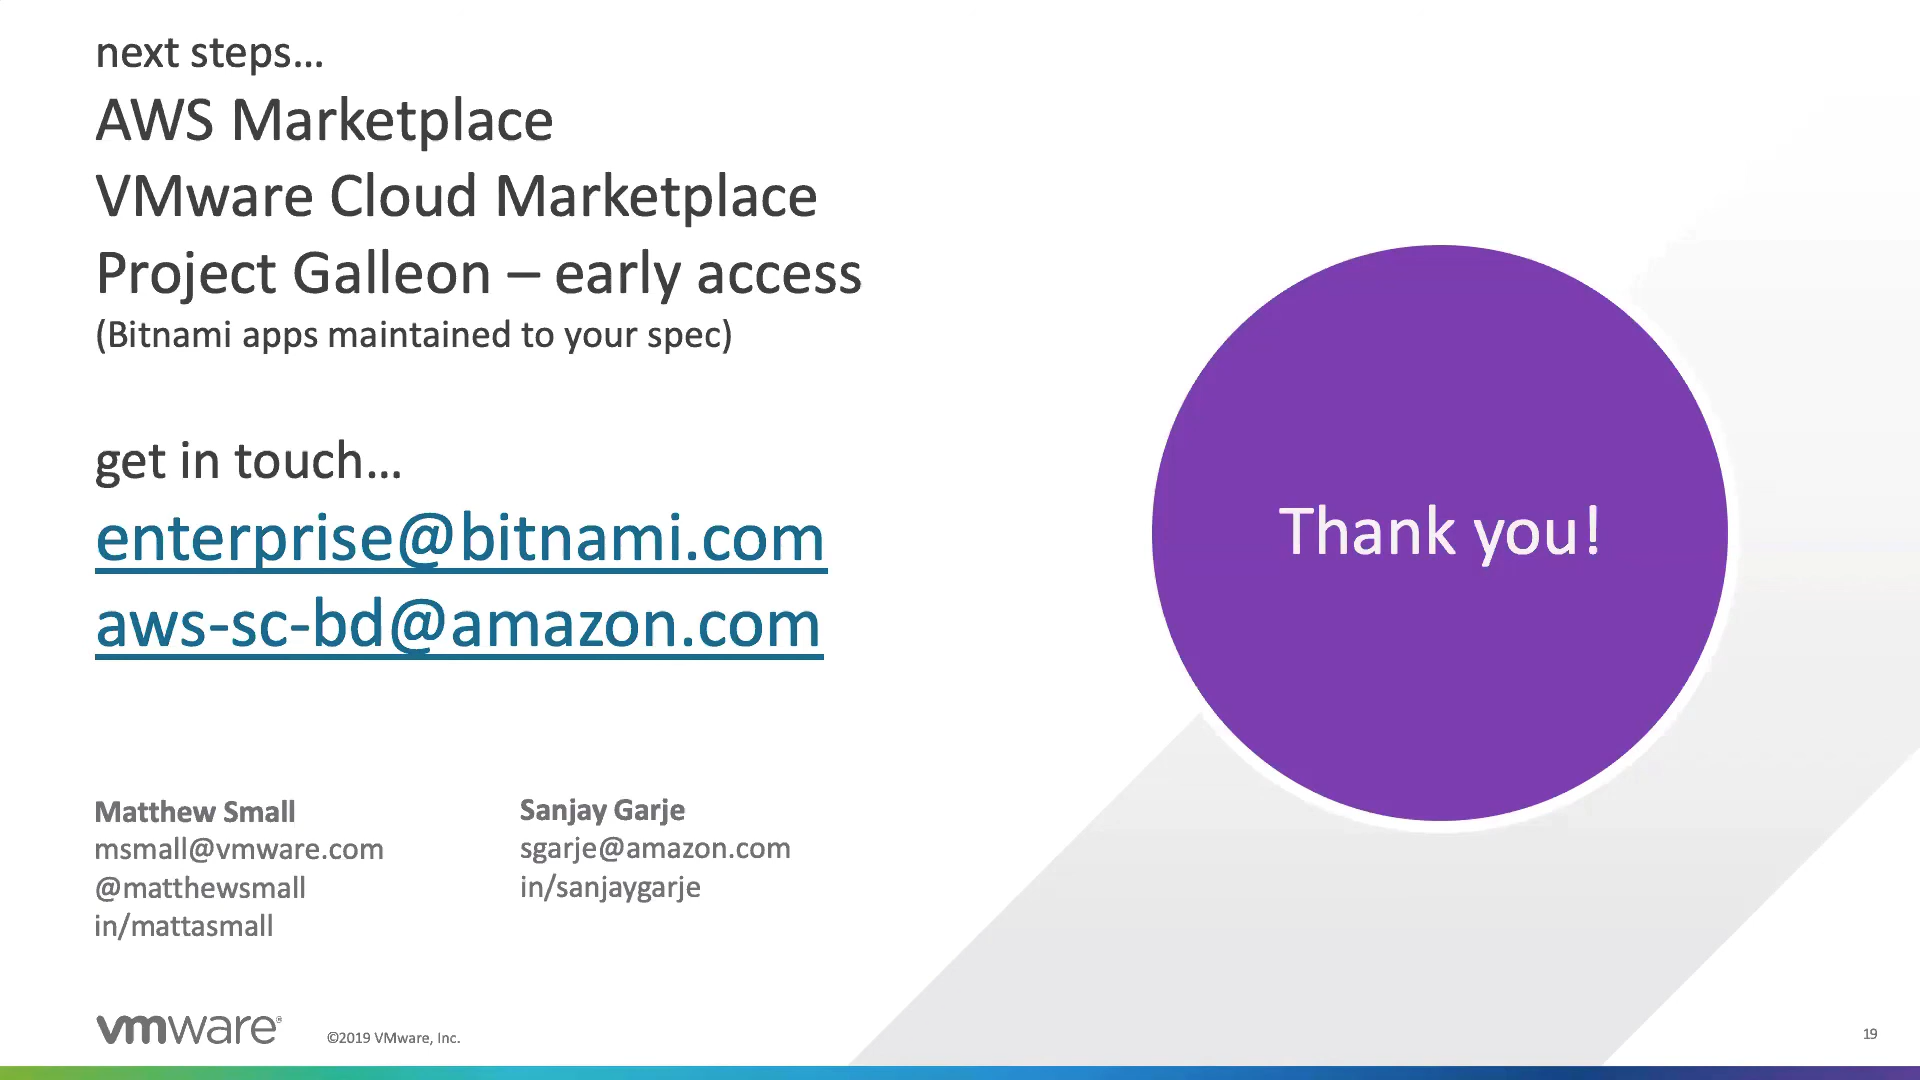 next steps…
AWS Marketplace
VMware Cloud Marketplace
Project Galleon – early access
(Bitnami apps maintained to your spec)
get in touch…
enterprise@bitnami.com
aws-sc-bd@amazon.com
Thank you!
Matthew Small
msmall@vmware.com
@matthewsmall
in/mattasmall
Sanjay Garje
sgarje@amazon.com
in/sanjaygarje
vmware®
©2019 VMware, Inc.
19